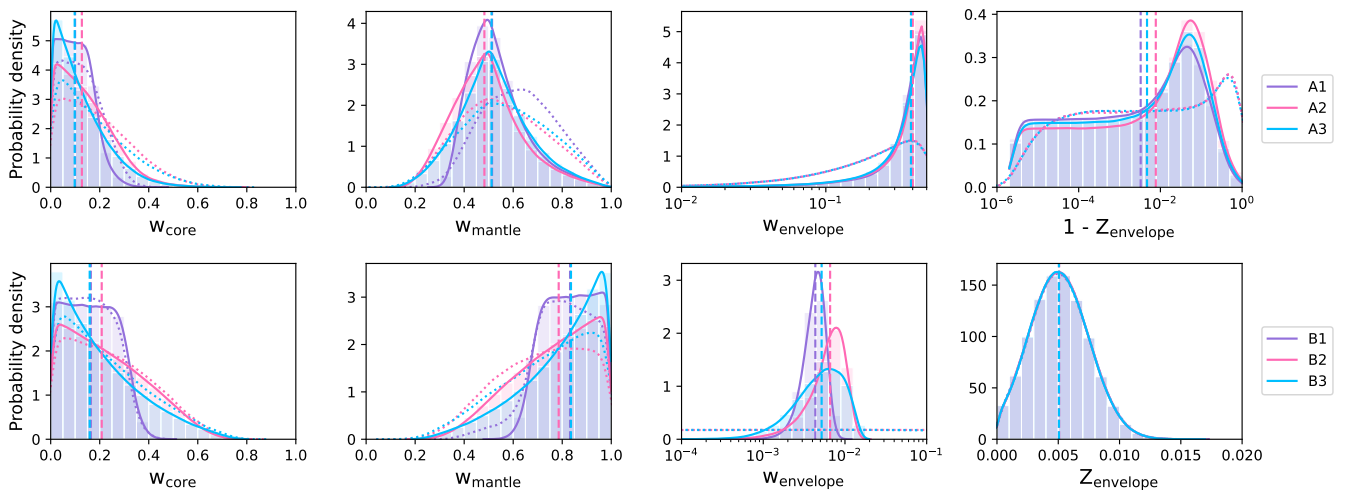 Probability density
0 1 2 3 4 5
0.0 0.2 0.4 0.6 0.8 1.0
w_core
0 1 2 3 4
0.0 0.2 0.4 0.6 0.8 1.0
w_mantle
0 1 2 3 4 5
10^−2 10^−1
w_envelope
0.0 0.1 0.2 0.3 0.4
10^−6 10^−4 10^−2 10^0
1 - Z_envelope
A1
A2
A3
Probability density
0 1 2 3
0.0 0.2 0.4 0.6 0.8 1.0
w_core
0 1 2 3
0.0 0.2 0.4 0.6 0.8 1.0
w_mantle
0 1 2 3
10^−4 10^−3 10^−2 10^−1
w_envelope
0 50 100 150
0.000 0.005 0.010 0.015 0.020
Z_envelope
B1
B2
B3